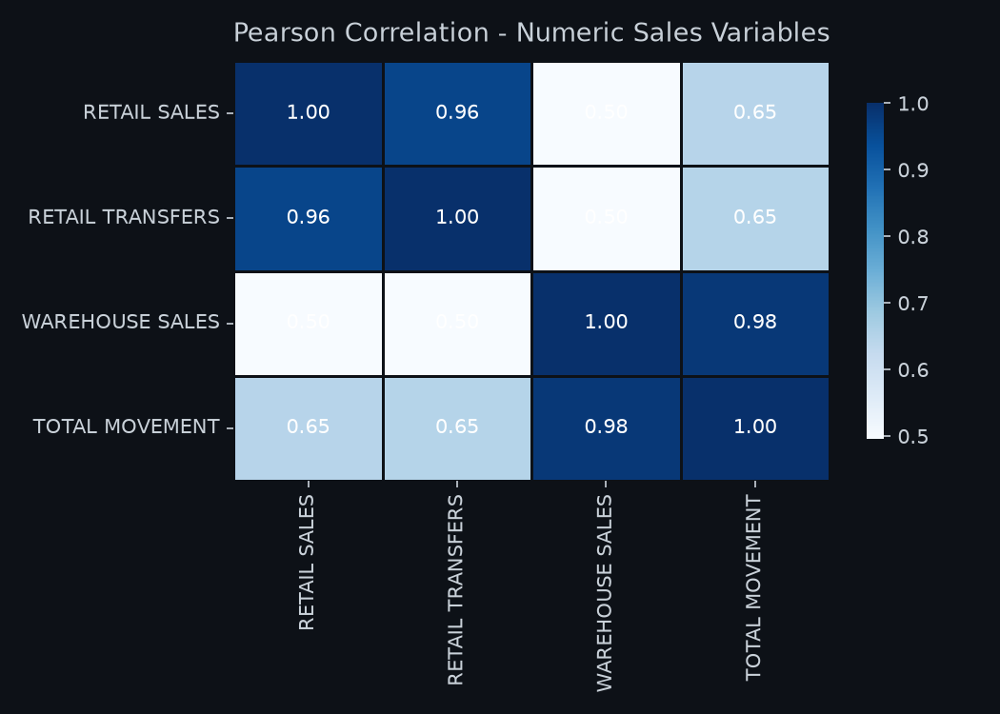 Pearson Correlation - Numeric Sales Variables
RETAIL SALES 1.00 0.96 0.50 0.65
RETAIL TRANSFERS 0.96 1.00 0.50 0.65
WAREHOUSE SALES 0.50 0.50 1.00 0.98
TOTAL MOVEMENT 0.65 0.65 0.98 1.00
RETAIL SALES
RETAIL TRANSFERS
WAREHOUSE SALES
TOTAL MOVEMENT
1.0
0.9
0.8
0.7
0.6
0.5